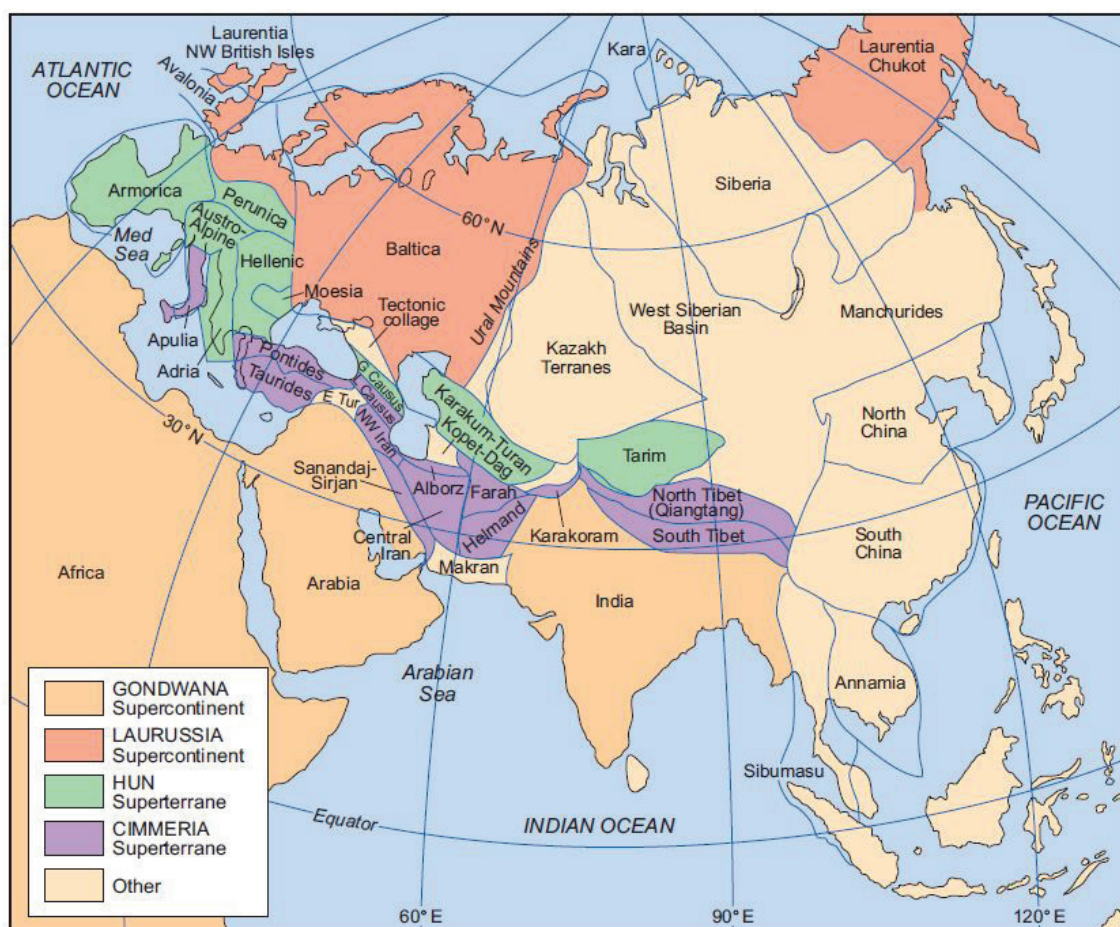 Laurentia
NW British Isles
Kara
Laurentia
Chukot
ATLANTIC
OCEAN
Avalonia
Siberia
Armorica
Perunica
60°N
Austro-
Alpine
Med
Sea
Baltica
Ural Mountains
Hellenic
Moesia
Tectonic
collage
West Siberian
Basin
Manchurides
Apulia
Kazakh
Terranes
Adria
Pontides
Taurides
G Causus
Causus
E Tur
NW Iran
Karakum-Turan
Kopet-Dag
North
China
30°N
Tarim
Sanandaj-
Sirjan
Alborz
Farah
North Tibet
(Qiangtang)
PACIFIC
OCEAN
Helmand
Karakoram
South Tibet
South
China
Central
Iran
Makran
Africa
Arabia
India
Arabian
Sea
Annamia
GONDWANA
Supercontinent
LAURUSSIA
Supercontinent
HUN
Superterrane
CIMMERIA
Superterrane
Other
Sibumasu
Equator
INDIAN OCEAN
60°E
90°E
120°E